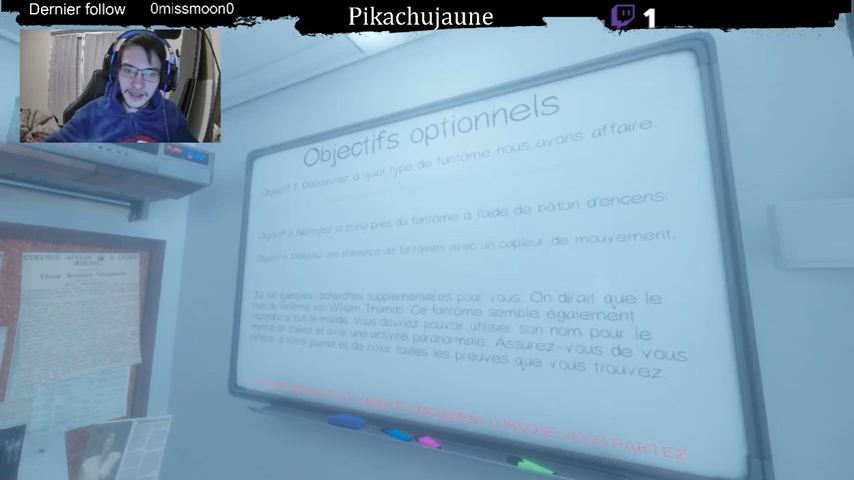 Dernier follow 0missmoon0
Pikachujaune
1
Objectifs optionnels
Objectif 1: Découvrez à quel type de fantôme nous avons affaire.
Objectif 3: Nettoyez la zone près du fantôme à l'aide de bâton d'encens.
Objectif 4: Détectez une présence de fantômes avec un capteur de mouvement.
J'ai fait quelques recherches supplémentaires pour vous. On dirait que le
nom du fantôme est William Thomas. Ce fantôme semble également
répondre à tout le monde. Vous devriez pouvoir utiliser son nom pour le
mettre en colère et avoir une activité paranormale. Assurez-vous de vous
référer à votre journal et de noter toutes les preuves que vous trouvez.
UNIQUEMENT LORSQUE VOUS PARTEZ